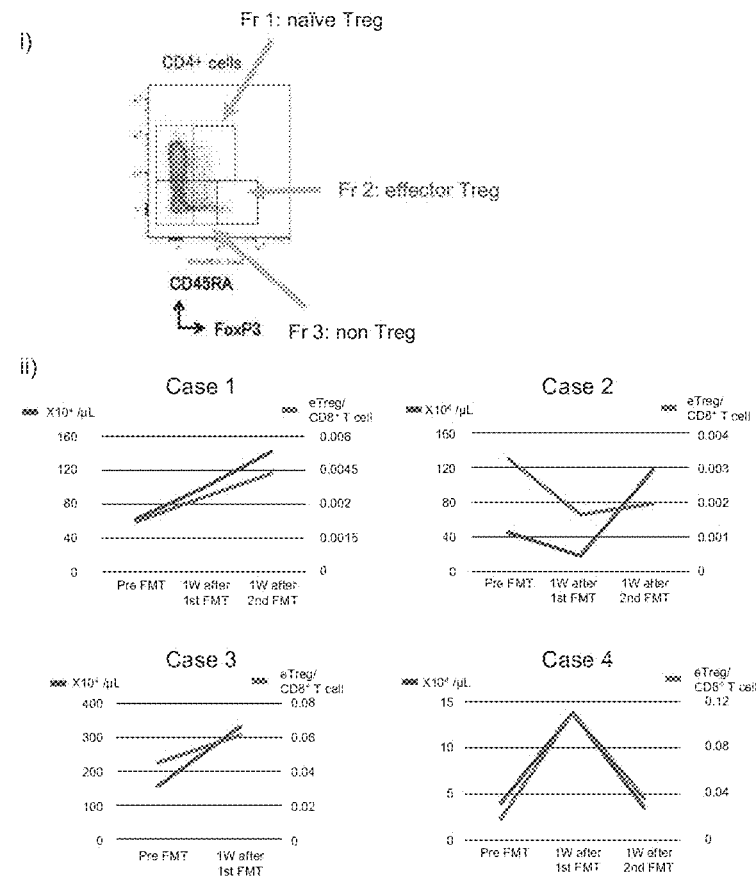 Fr 1: naïve Treg
i)
CD4+ cells
Fr 2: effector Treg
CD45RA
FoxP3
Fr 3: non Treg
ii)
Case 1
/μL
eTreg/
CD8+ T cell
160
0.006
120
0.0045
80
0.002
40
0.0015
0
0
Pre FMT
1W after
1st FMT
1W after
2nd FMT
Case 2
/μL
eTreg/
CD8+ T cell
160
0.004
120
0.003
80
0.002
40
0.001
0
0
Pre FMT
1W after
1st FMT
1W after
2nd FMT
Case 3
/μL
eTreg/
CD8+ T cell
400
0.08
300
0.06
200
0.04
100
0.02
0
0
Pre FMT
1W after
1st FMT
Case 4
/μL
eTreg/
CD8+ T cell
15
0.12
10
0.08
5
0.04
0
0
Pre FMT
1W after
1st FMT
1W after
2nd FMT